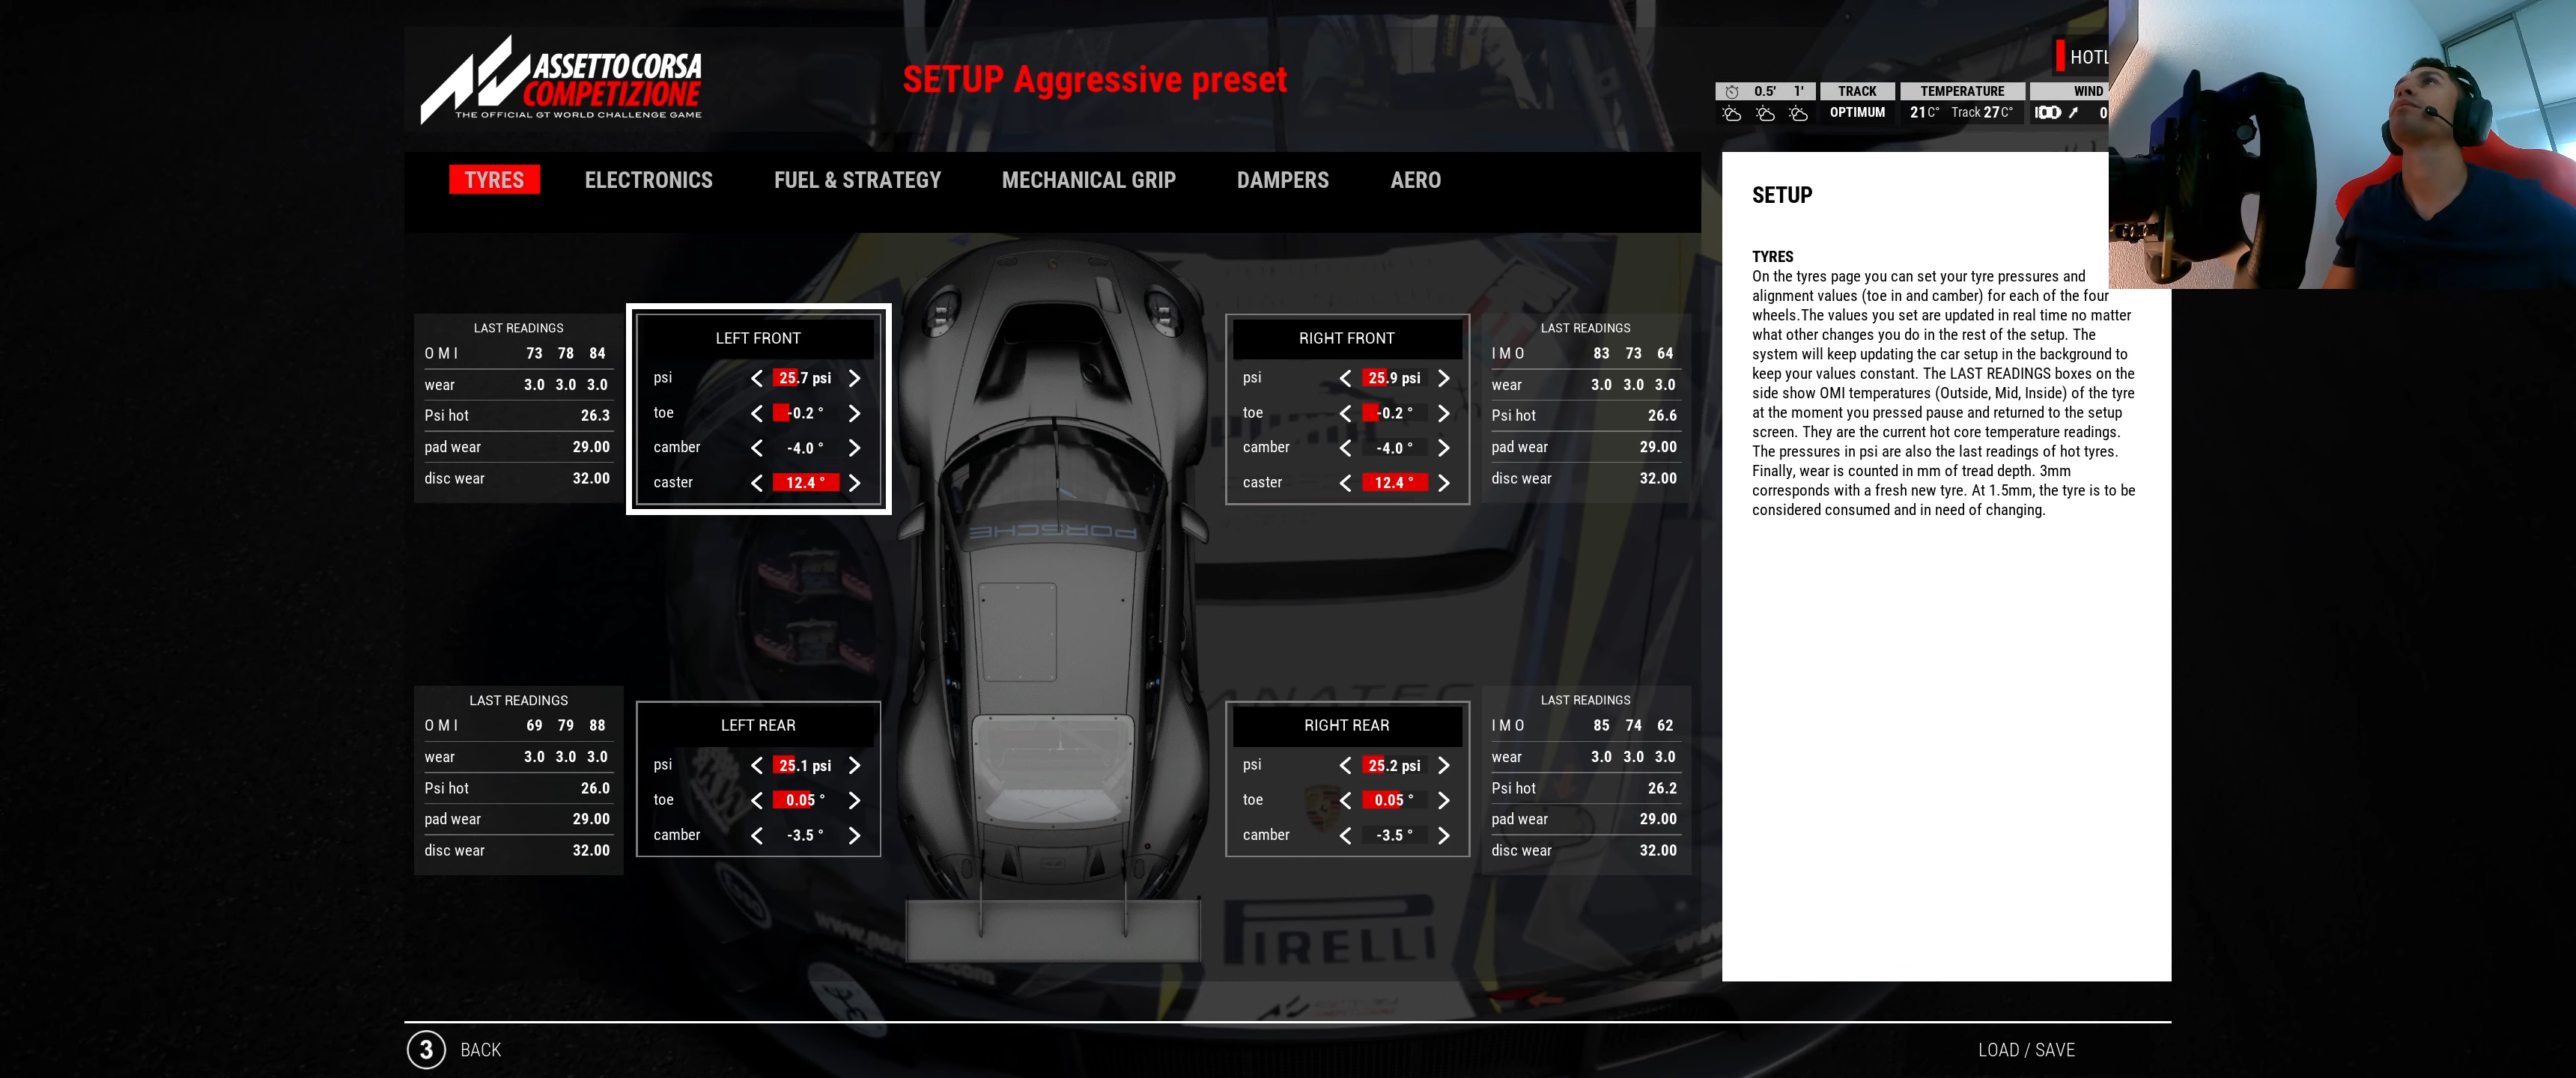 ASSETTO CORSA
COMPETIZIONE
THE OFFICIAL GT WORLD CHALLENGE GAME
SETUP Aggressive preset
HOTL
0.5' 1' TRACK TEMPERATURE WIND
OPTIMUM 21C° Track 27C° 0
TYRES ELECTRONICS FUEL & STRATEGY MECHANICAL GRIP DAMPERS AERO
LAST READINGS
O M I 73 78 84
wear 3.0 3.0 3.0
Psi hot 26.3
pad wear 29.00
disc wear 32.00
LEFT FRONT
psi 25.7 psi
toe -0.2 °
camber -4.0 °
caster 12.4 °
RIGHT FRONT
psi 25.9 psi
toe -0.2 °
camber -4.0 °
caster 12.4 °
LAST READINGS
I M O 83 73 64
wear 3.0 3.0 3.0
Psi hot 26.6
pad wear 29.00
disc wear 32.00
PORSCHE
LAST READINGS
O M I 69 79 88
wear 3.0 3.0 3.0
Psi hot 26.0
pad wear 29.00
disc wear 32.00
LEFT REAR
psi 25.1 psi
toe 0.05 °
camber -3.5 °
RIGHT REAR
psi 25.2 psi
toe 0.05 °
camber -3.5 °
LAST READINGS
I M O 85 74 62
wear 3.0 3.0 3.0
Psi hot 26.2
pad wear 29.00
disc wear 32.00
ANATEC
IRELLI
SETUP
TYRES
On the tyres page you can set your tyre pressures and
alignment values (toe in and camber) for each of the four
wheels.The values you set are updated in real time no matter
what other changes you do in the rest of the setup. The
system will keep updating the car setup in the background to
keep your values constant. The LAST READINGS boxes on the
side show OMI temperatures (Outside, Mid, Inside) of the tyre
at the moment you pressed pause and returned to the setup
screen. They are the current hot core temperature readings.
The pressures in psi are also the last readings of hot tyres.
Finally, wear is counted in mm of tread depth. 3mm
corresponds with a fresh new tyre. At 1.5mm, the tyre is to be
considered consumed and in need of changing.
3 BACK
LOAD / SAVE